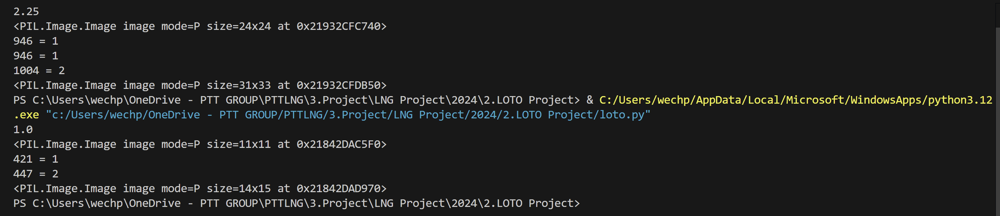 2.25
<PIL.Image.Image image mode=P size=24x24 at 0x21932CFC740>
946 = 1
946 = 1
1004 = 2
<PIL.Image.Image image mode=P size=31x33 at 0x21932CFDB50>
PS C:\Users\wechp\OneDrive - PTT GROUP\PTTLNG\3.Project\LNG Project\2024\2.LOTO Project> & C:/Users/wechp/AppData/Local/Microsoft/WindowsApps/python3.12
.exe "c:/Users/wechp/OneDrive - PTT GROUP/PTTLNG/3.Project/LNG Project/2024/2.LOTO Project/loto.py"
1.0
<PIL.Image.Image image mode=P size=11x11 at 0x21842DAC5F0>
421 = 1
447 = 2
<PIL.Image.Image image mode=P size=14x15 at 0x21842DAD970>
PS C:\Users\wechp\OneDrive - PTT GROUP\PTTLNG\3.Project\LNG Project\2024\2.LOTO Project>